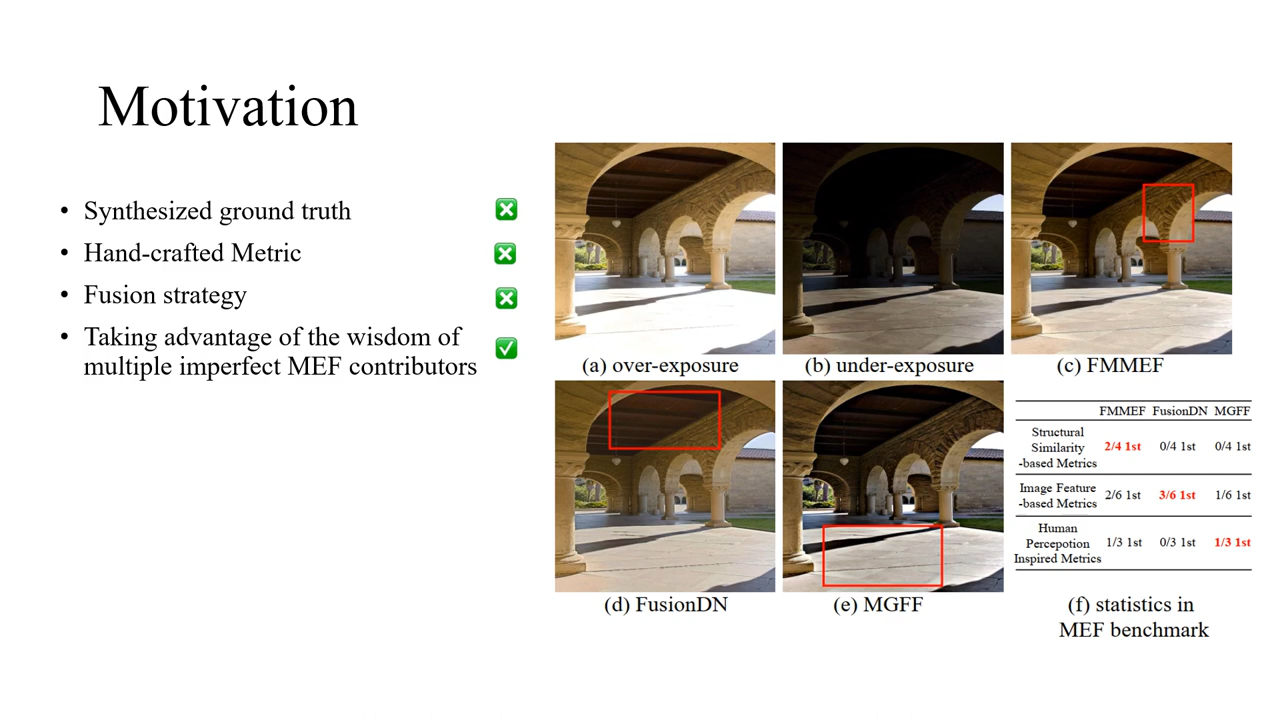 Motivation
• Synthesized ground truth
• Hand-crafted Metric
• Fusion strategy
• Taking advantage of the wisdom of
multiple imperfect MEF contributors
(a) over-exposure
(b) under-exposure
(c) FMMEF
(d) FusionDN
(e) MGFF
FMMEF FusionDN MGFF
Structural
Similarity
-based Metrics
2/4 1st 0/4 1st 0/4 1st
Image Feature
-based Metrics
2/6 1st 3/6 1st 1/6 1st
Human
Percepotion
Inspired Metrics
1/3 1st 0/3 1st 1/3 1st
(f) statistics in
MEF benchmark